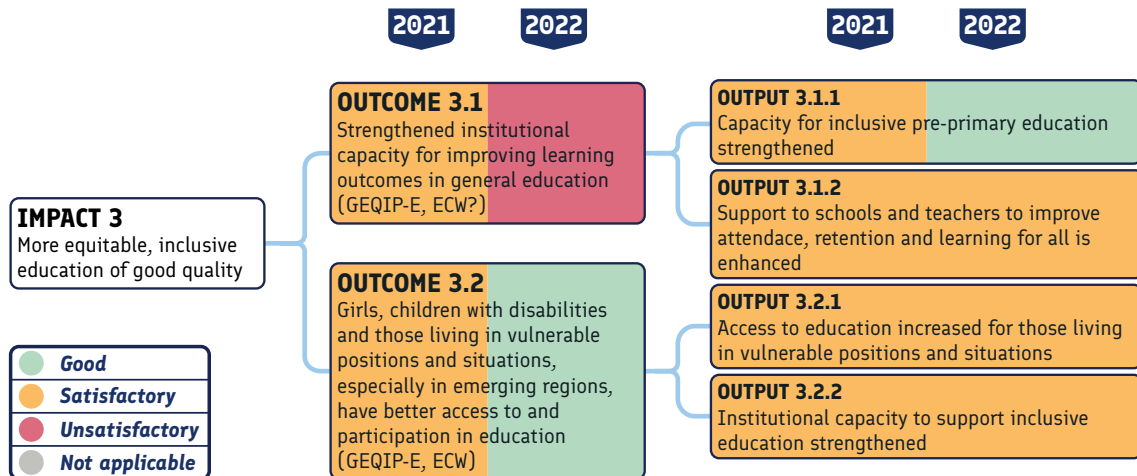 2021
2022
2021
2022
IMPACT 3
More equitable, inclusive
education of good quality
Good
Satisfactory
Unsatisfactory
Not applicable
OUTCOME 3.1
Strengthened institutional
capacity for improving learning
outcomes in general education
(GEQIP-E, ECW?)
OUTCOME 3.2
Girls, children with disabilities
and those living in vulnerable
positions and situations,
especially in emerging regions,
have better access to and
participation in education
(GEQIP-E, ECW)
OUTPUT 3.1.1
Capacity for inclusive pre-primary education
strengthened
OUTPUT 3.1.2
Support to schools and teachers to improve
attendace, retention and learning for all is
enhanced
OUTPUT 3.2.1
Access to education increased for those living
in vulnerable positions and situations
OUTPUT 3.2.2
Institutional capacity to support inclusive
education strengthened